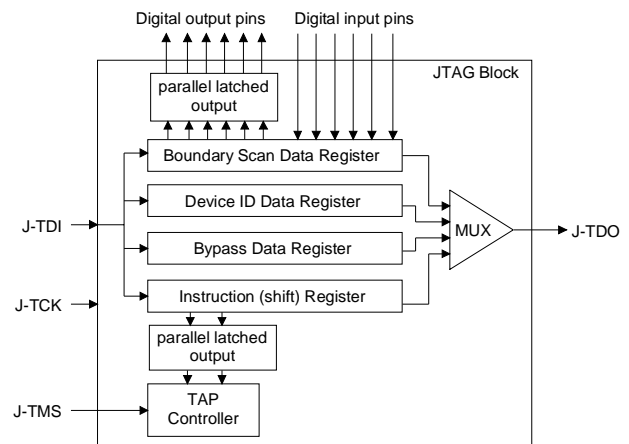 Digital output pins
Digital input pins
JTAG Block
parallel latched
output
Boundary Scan Data Register
Device ID Data Register
J-TDI
MUX
J-TDO
Bypass Data Register
Instruction (shift) Register
J-TCK
parallel latched
output
TAP
Controller
J-TMS